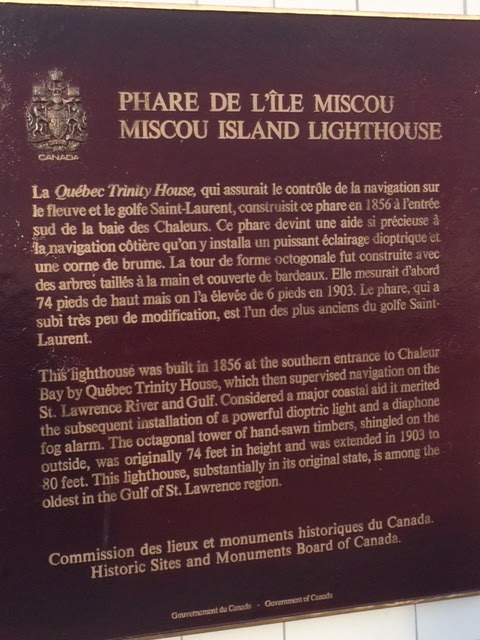 CANADA
PHARE DE L'ÎLE MISCOU
MISCOU ISLAND LIGHTHOUSE
La Québec Trinity House, qui assurait le contrôle de la navigation sur
le fleuve et le golfe Saint-Laurent, construisit ce phare en 1856 à l'entrée
sud de la baie des Chaleurs. Ce phare devint une aide si précieuse à
la navigation côtière qu'on y installa un puissant éclairage dioptrique et
une corne de brume. La tour de forme octogonale fut construite avec
des arbres taillés à la main et couverte de bardeaux. Elle mesurait d'abord
74 pieds de haut mais on l'a élevée de 6 pieds en 1903. Le phare, qui a
subi très peu de modification, est l'un des plus anciens du golfe Saint-
Laurent.
This lighthouse was built in 1856 at the southern entrance to Chaleur
Bay by Québec Trinity House, which then supervised navigation on the
St. Lawrence River and Gulf. Considered a major coastal aid it merited
the subsequent installation of a powerful dioptric light and a diaphone
fog alarm. The octagonal tower of hand-sawn timbers, shingled on the
outside, was originally 74 feet in height and was extended in 1903 to
80 feet. This lighthouse, substantially in its original state, is among the
oldest in the Gulf of St. Lawrence region.
Commission des lieux et monuments historiques du Canada.
Historic Sites and Monuments Board of Canada.
Gouvernement du Canada - Government of Canada